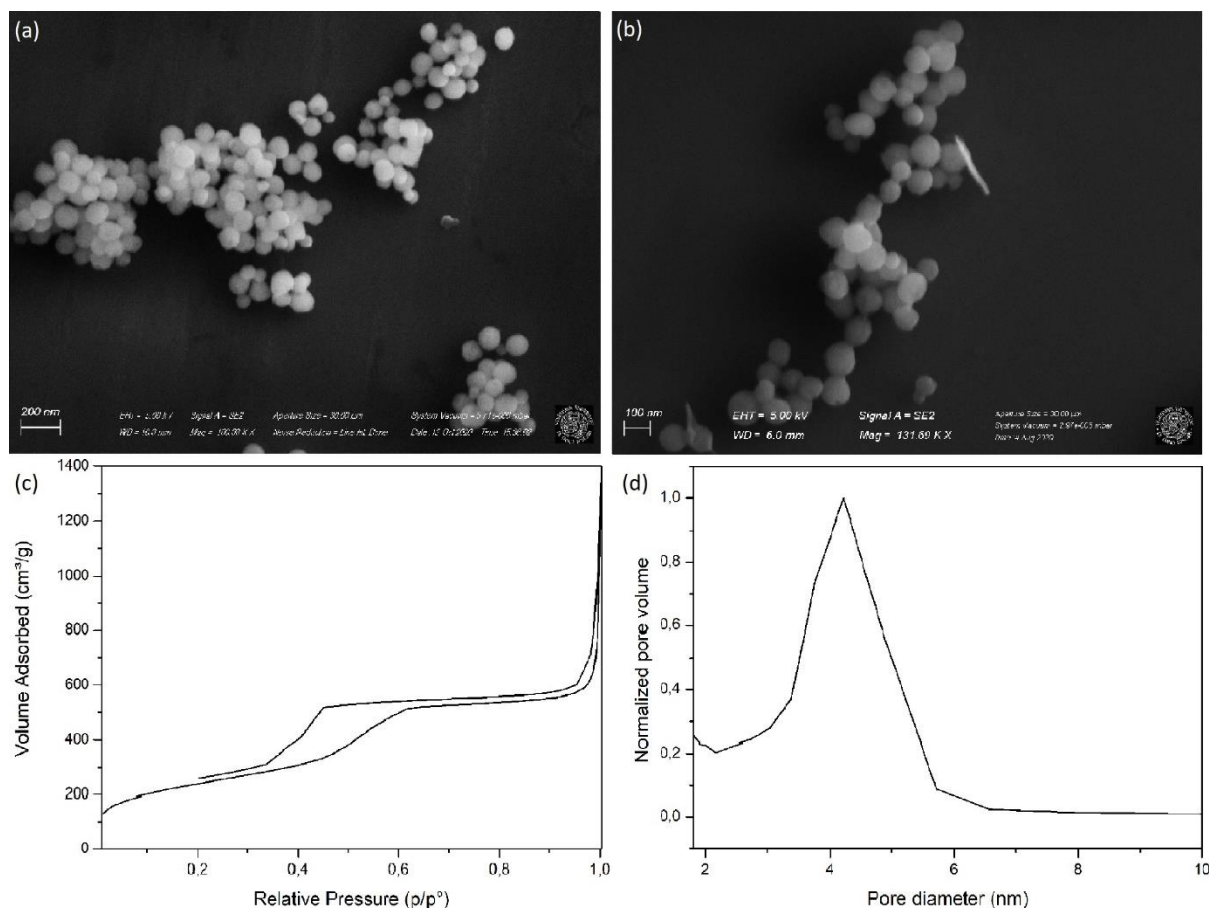 (a)
200 nm
Signal A = SE2
Aperture Size = 30.00 µm
Mag = 100.00 K X
(b)
100 nm
EHT = 5.00 kV
WD = 6.0 mm
Signal A = SE2
Mag = 131.69 K X
Aperture Size = 30.00 µm
(c)
Volume Adsorbed (cm³/g)
1400
1200
1000
800
600
400
200
0
0,2
0,4
0,6
0,8
1,0
Relative Pressure (p/p°)
(d)
Normalized pore volume
1,0
0,8
0,6
0,4
0,2
0,0
2
4
6
8
10
Pore diameter (nm)